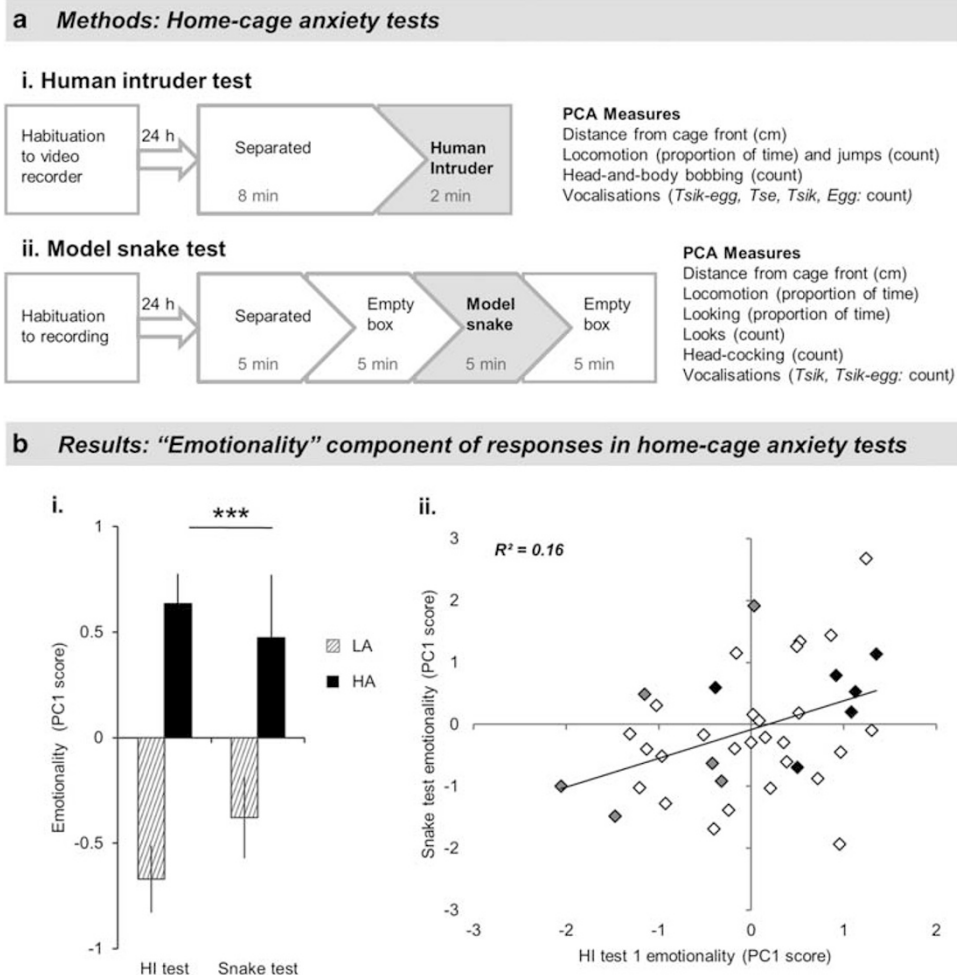 a Methods: Home-cage anxiety tests
i. Human intruder test
Habituation
to video
recorder
24 h
Separated
8 min
Human
Intruder
2 min
PCA Measures
Distance from cage front (cm)
Locomotion (proportion of time) and jumps (count)
Head-and-body bobbing (count)
Vocalisations (Tsik-egg, Tse, Tsik, Egg: count)
ii. Model snake test
Habituation
to recording
24 h
Separated
5 min
Empty
box
5 min
Model
snake
5 min
Empty
box
5 min
PCA Measures
Distance from cage front (cm)
Locomotion (proportion of time)
Looking (proportion of time)
Looks (count)
Head-cocking (count)
Vocalisations (Tsik, Tsik-egg: count)
b Results: “Emotionality” component of responses in home-cage anxiety tests
i.
***
Emotionality (PC1 score)
1
0.5
0
-0.5
-1
HI test
Snake test
LA
HA
ii.
R² = 0.16
Snake test emotionality (PC1 score)
3
2
1
0
-1
-2
-3
-3
-2
-1
0
1
2
HI test 1 emotionality (PC1 score)